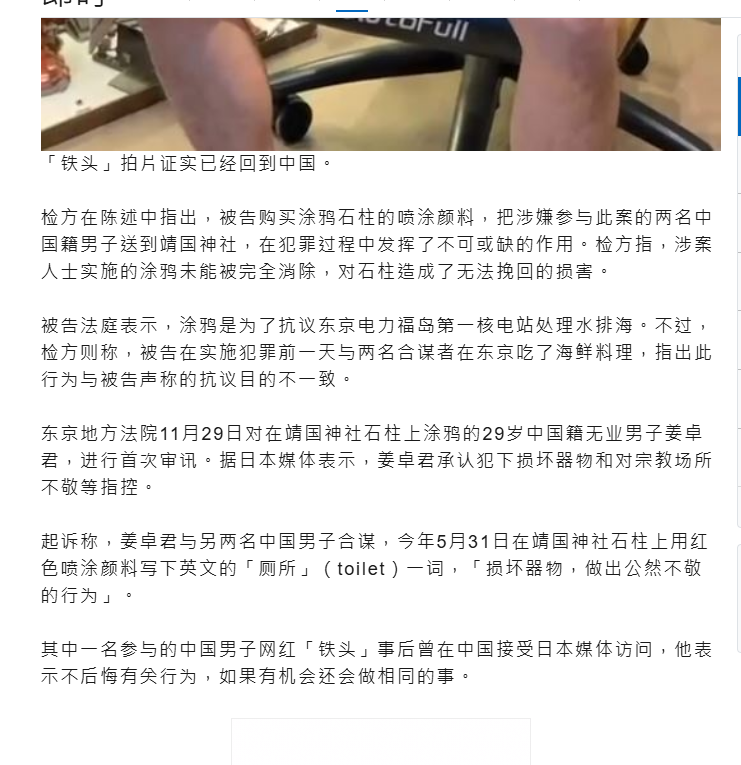 AutoFull
「铁头」拍片证实已经回到中国。
检方在陈述中指出，被告购买涂鸦石柱的喷涂颜料，把涉嫌参与此案的两名中
国籍男子送到靖国神社，在犯罪过程中发挥了不可或缺的作用。检方指，涉案
人士实施的涂鸦未能被完全消除，对石柱造成了无法挽回的损害。
被告法庭表示，涂鸦是为了抗议东京电力福岛第一核电站处理水排海。不过，
检方则称，被告在实施犯罪前一天与两名合谋者在东京吃了海鲜料理，指出此
行为与被告声称的抗议目的不一致。
东京地方法院11月29日对在靖国神社石柱上涂鸦的29岁中国籍无业男子姜卓
君，进行首次审讯。据日本媒体表示，姜卓君承认犯下损坏器物和对宗教场所
不敬等指控。
起诉称，姜卓君与另两名中国男子合谋，今年5月31日在靖国神社石柱上用红
色喷涂颜料写下英文的「厕所」（toilet）一词，「损坏器物，做出公然不敬
的行为」。
其中一名参与的中国男子网红「铁头」事后曾在中国接受日本媒体访问，他表
示不后悔有关行为，如果有机会还会做相同的事。